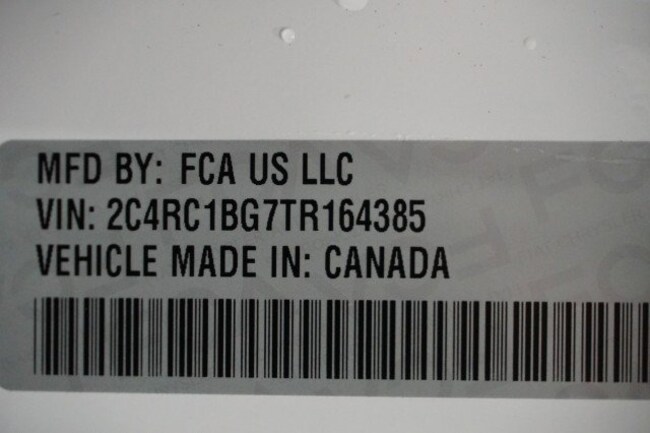 MFD BY: FCA US LLC
VIN: 2C4RC1BG7TR164385
VEHICLE MADE IN: CANADA